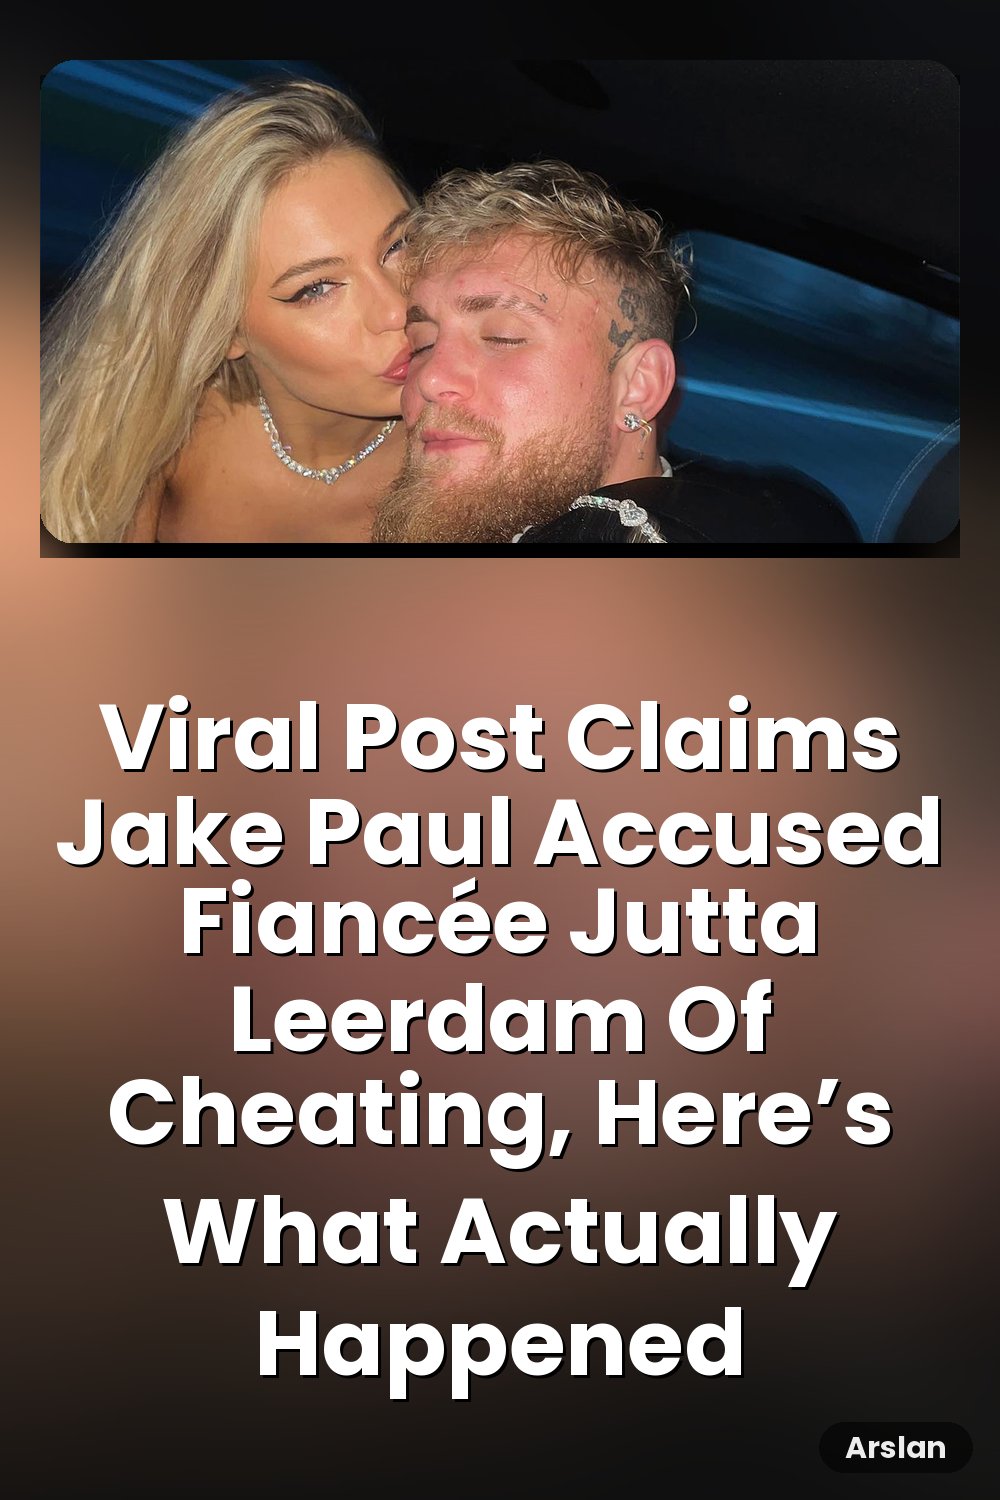 Viral Post Claims
Jake Paul Accused
Fiancée Jutta
Leerdam Of
Cheating, Here’s
What Actually
Happened
Arslan